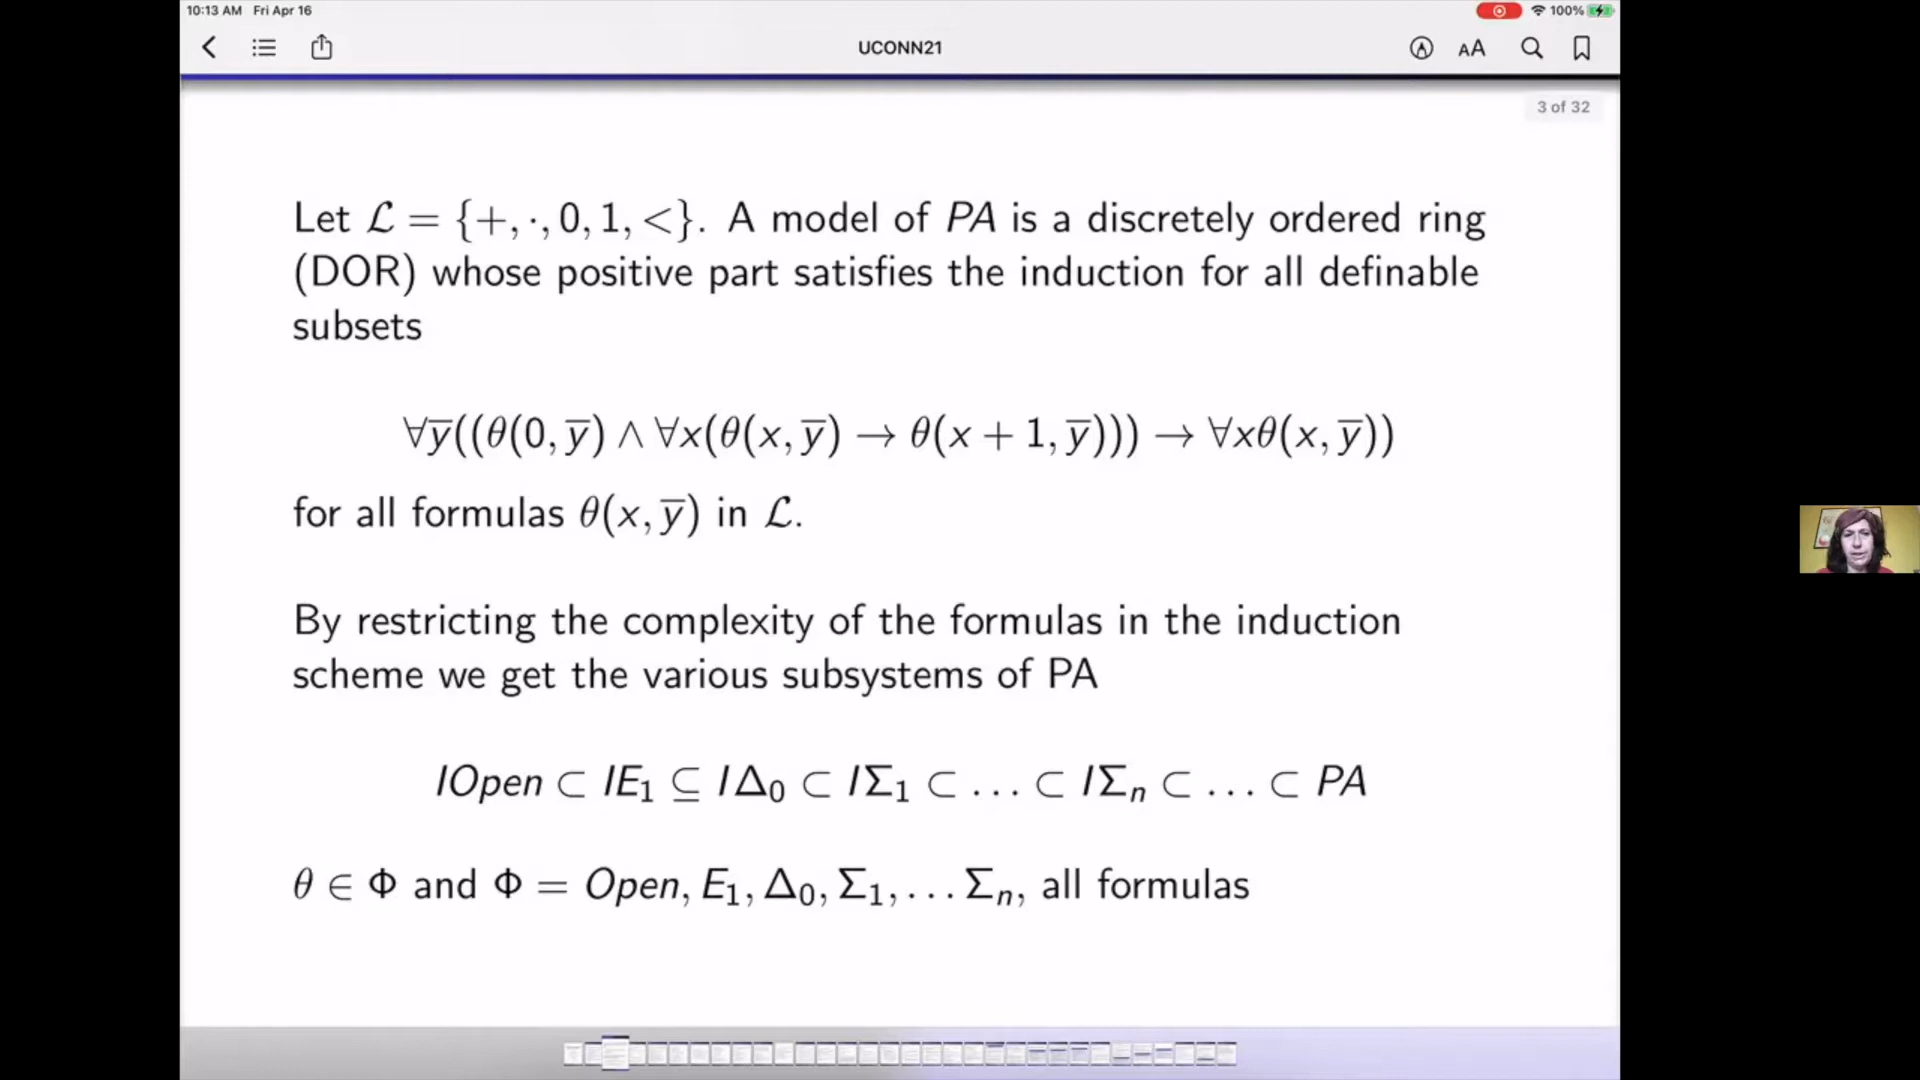 10:13 AM Fri Apr 16
100%
UCONN21
AA
3 of 32
Let ℒ = {+, ·, 0, 1, <}. A model of PA is a discretely ordered ring
(DOR) whose positive part satisfies the induction for all definable
subsets
∀y̅((θ(0, y̅) ∧ ∀x(θ(x, y̅) → θ(x + 1, y̅))) → ∀xθ(x, y̅))
for all formulas θ(x, y̅) in ℒ.
By restricting the complexity of the formulas in the induction
scheme we get the various subsystems of PA
IOpen ⊂ IE₁ ⊆ IΔ₀ ⊂ IΣ₁ ⊂ . . . ⊂ IΣₙ ⊂ . . . ⊂ PA
θ ∈ Φ and Φ = Open, E₁, Δ₀, Σ₁, . . . Σₙ, all formulas